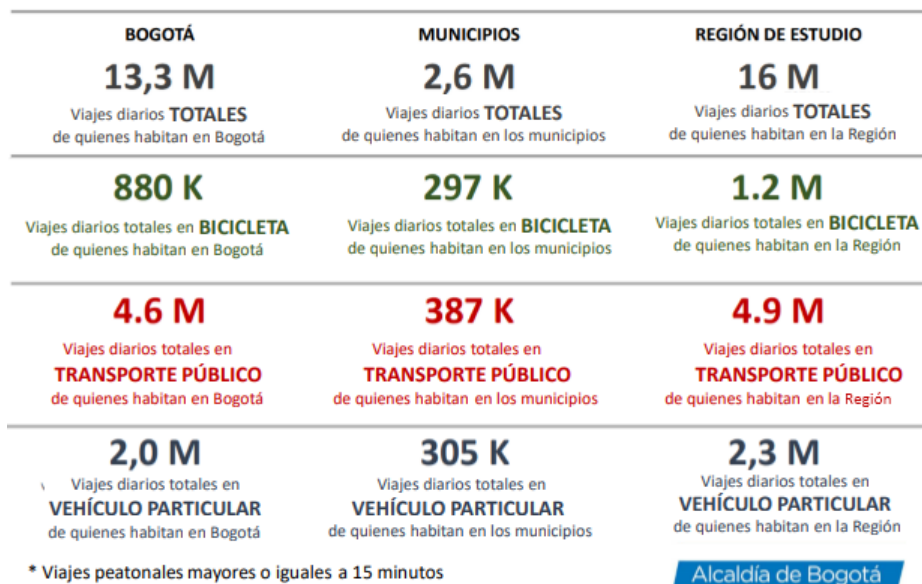 BOGOTÁ
MUNICIPIOS
REGIÓN DE ESTUDIO
13,3 M
2,6 M
16 M
Viajes diarios TOTALES
de quienes habitan en Bogotá
Viajes diarios TOTALES
de quienes habitan en los municipios
Viajes diarios TOTALES
de quienes habitan en la Región
880 K
297 K
1.2 M
Viajes diarios totales en BICICLETA
de quienes habitan en Bogotá
Viajes diarios totales en BICICLETA
de quienes habitan en los municipios
Viajes diarios totales en BICICLETA
de quienes habitan en la Región
4.6 M
387 K
4.9 M
Viajes diarios totales en
TRANSPORTE PÚBLICO
de quienes habitan en Bogotá
Viajes diarios totales en
TRANSPORTE PÚBLICO
de quienes habitan en los municipios
Viajes diarios totales en
TRANSPORTE PÚBLICO
de quienes habitan en la Región
2,0 M
305 K
2,3 M
Viajes diarios totales en
VEHÍCULO PARTICULAR
de quienes habitan en Bogotá
Viajes diarios totales en
VEHÍCULO PARTICULAR
de quienes habitan en los municipios
Viajes diarios totales en
VEHÍCULO PARTICULAR
de quienes habitan en la Región
* Viajes peatonales mayores o iguales a 15 minutos
Alcaldía de Bogotá